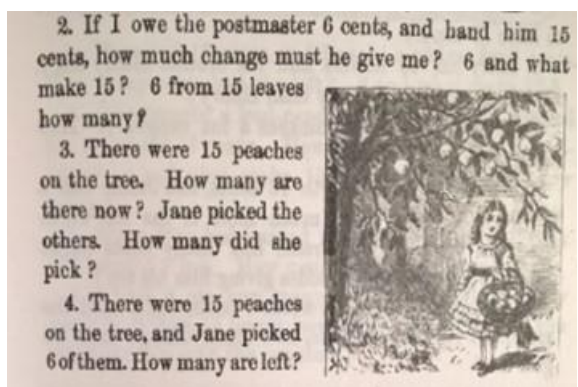 2. If I owe the postmaster 6 cents, and hand him 15
cents, how much change must he give me? 6 and what
make 15? 6 from 15 leaves
how many?
3. There were 15 peaches
on the tree. How many are
there now? Jane picked the
others. How many did she
pick?
4. There were 15 peaches
on the tree, and Jane picked
6 of them. How many are left?